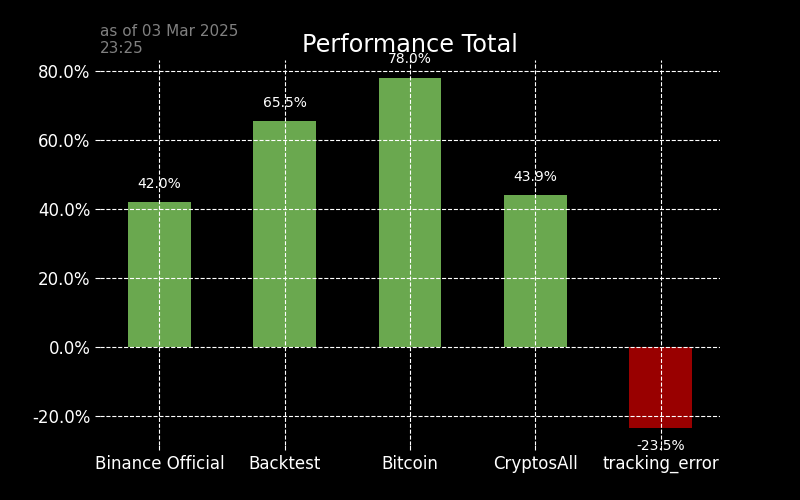 as of 03 Mar 2025
23:25
Performance Total
80.0%
60.0%
40.0%
20.0%
0.0%
-20.0%
42.0%
65.5%
78.0%
43.9%
-23.5%
Binance Official
Backtest
Bitcoin
CryptosAll
tracking_error